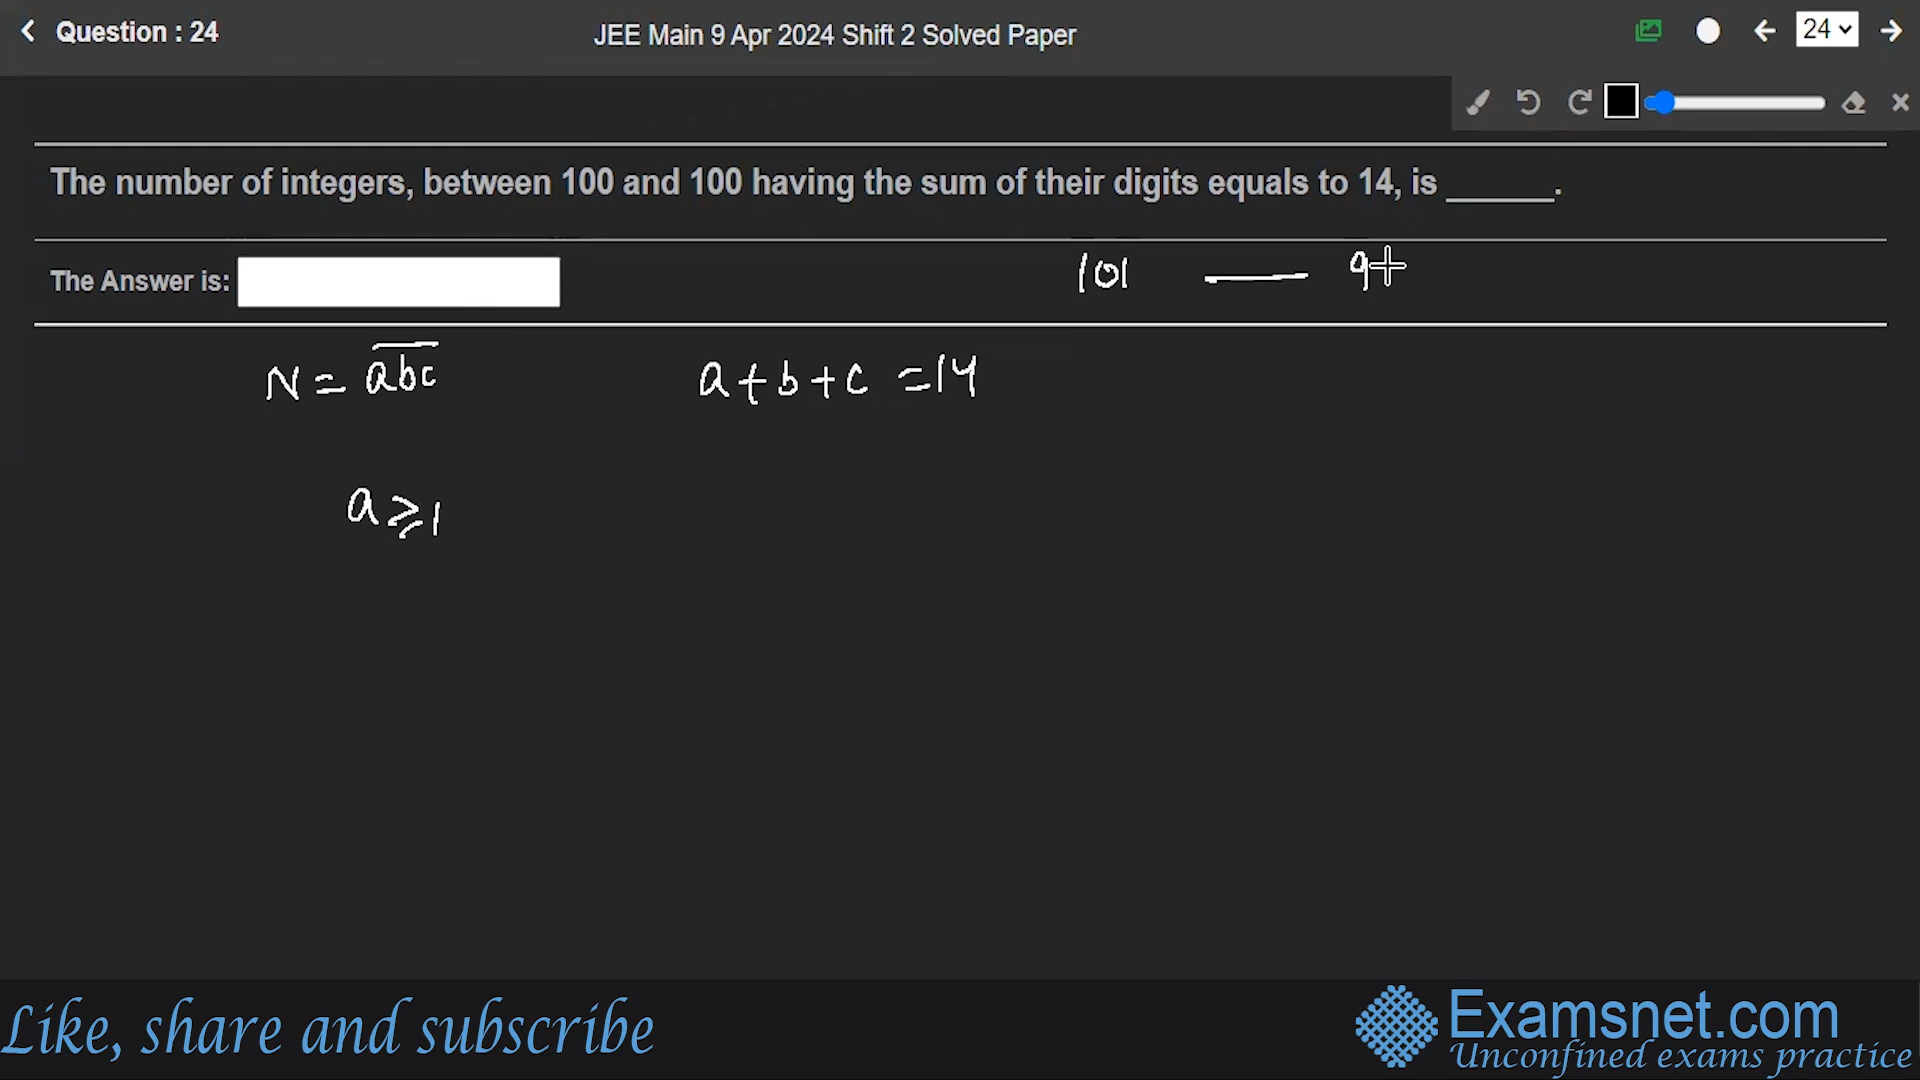 Question : 24
JEE Main 9 Apr 2024 Shift 2 Solved Paper
24
The number of integers, between 100 and 100 having the sum of their digits equals to 14, is ______.
The Answer is:
101 — 9
N = abc
a + b + c = 14
a ≥ 1
Like, share and subscribe
Examsnet.com
Unconfined exams practice